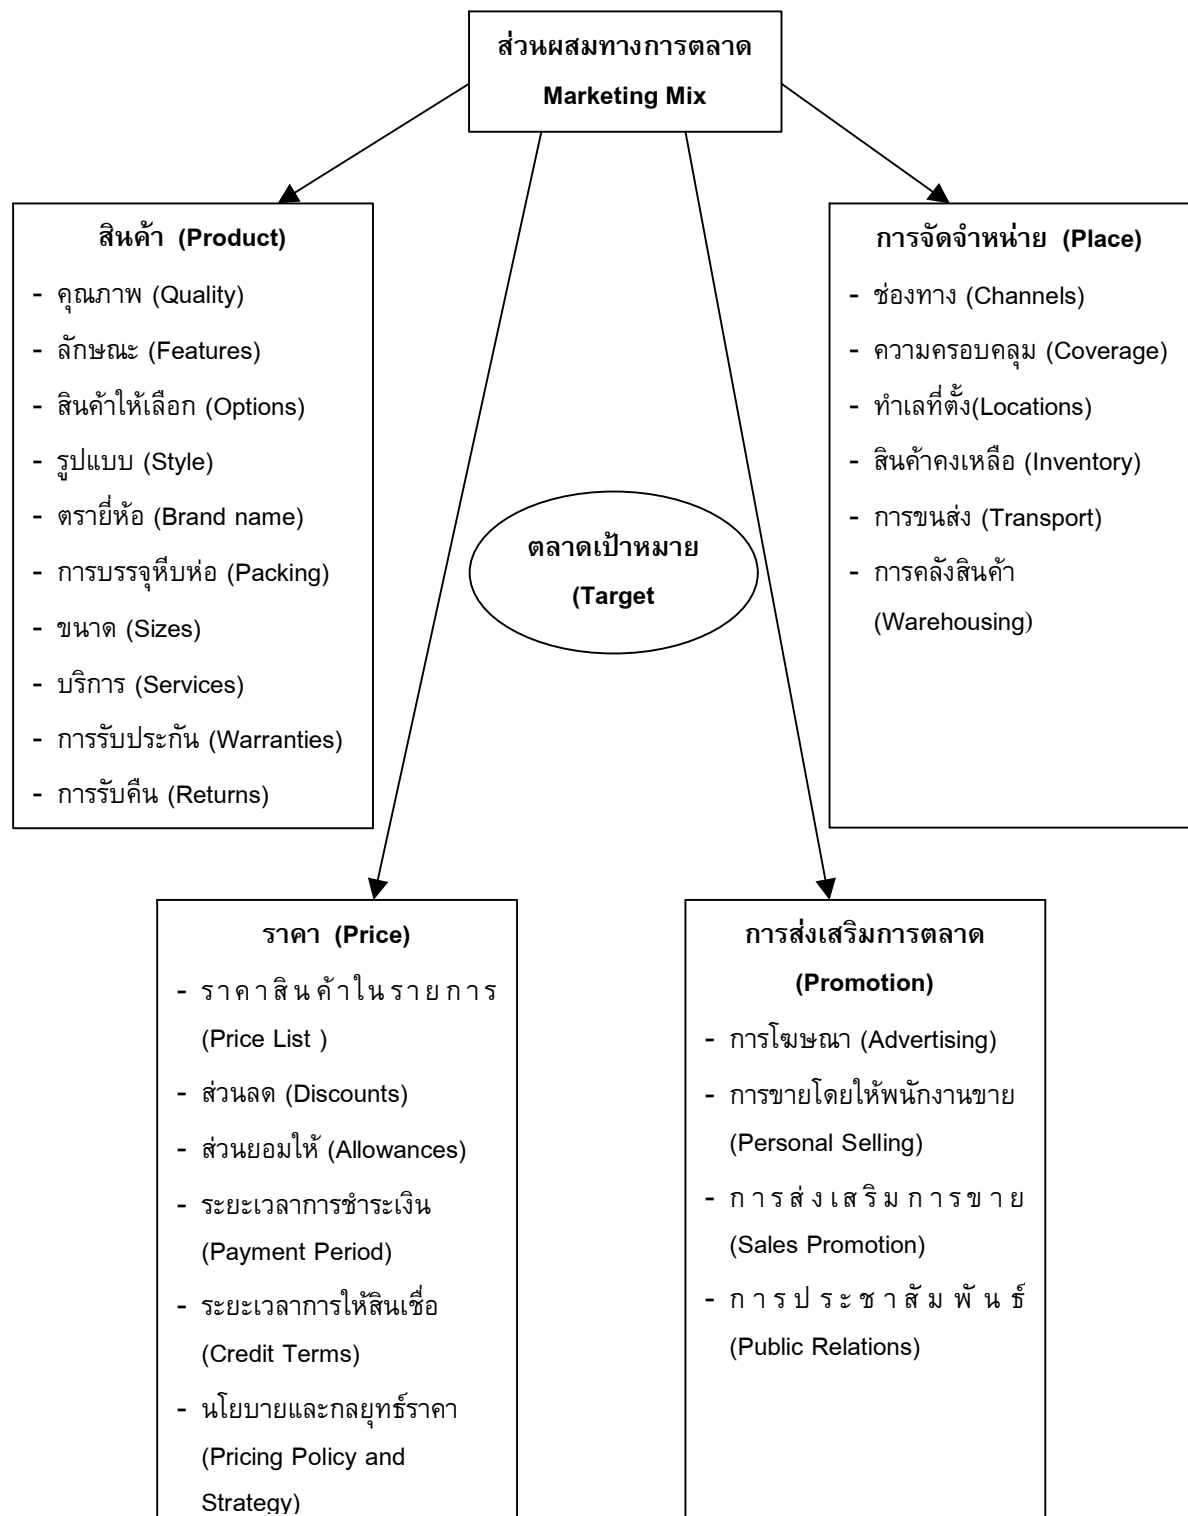 ส่วนผสมทางการตลาด
Marketing Mix
สินค้า (Product)
- คุณภาพ (Quality)
- ลักษณะ (Features)
- สินค้าให้เลือก (Options)
- รูปแบบ (Style)
- ตรายี่ห้อ (Brand name)
- การบรรจุหีบห่อ (Packing)
- ขนาด (Sizes)
- บริการ (Services)
- การรับประกัน (Warranties)
- การรับคืน (Returns)
การจัดจำหน่าย (Place)
- ช่องทาง (Channels)
- ความครอบคลุม (Coverage)
- ทำเลที่ตั้ง(Locations)
- สินค้าคงเหลือ (Inventory)
- การขนส่ง (Transport)
- การคลังสินค้า
(Warehousing)
ตลาดเป้าหมาย
(Target
ราคา (Price)
- ราคาสินค้าในรายการ
(Price List )
- ส่วนลด (Discounts)
- ส่วนยอมให้ (Allowances)
- ระยะเวลาการชำระเงิน
(Payment Period)
- ระยะเวลาการให้สินเชื่อ
(Credit Terms)
- นโยบายและกลยุทธ์ราคา
(Pricing Policy and
Strategy)
การส่งเสริมการตลาด
(Promotion)
- การโฆษณา (Advertising)
- การขายโดยให้พนักงานขาย
(Personal Selling)
- การส่งเสริมการขาย
(Sales Promotion)
- การประชาสัมพันธ์
(Public Relations)